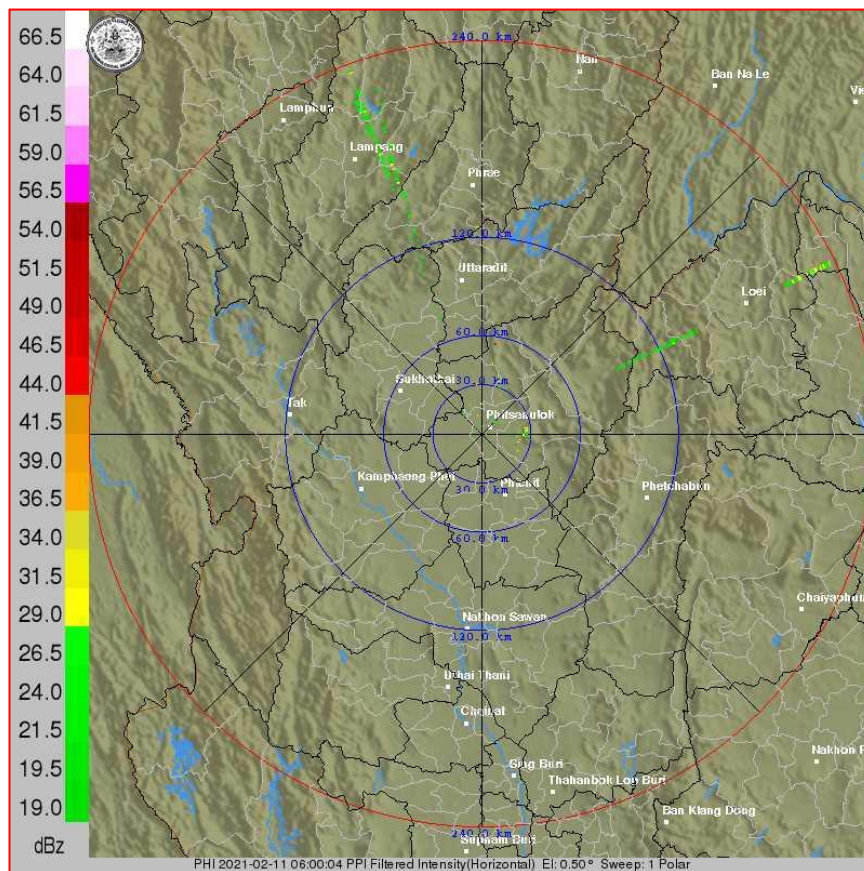 66.5
64.0
61.5
59.0
56.5
54.0
51.5
49.0
46.5
44.0
41.5
39.0
36.5
34.0
31.5
29.0
26.5
24.0
21.5
19.5
19.0
dBz
240.0 km
Nan
Ban Na Le
Lamphun
Lampang
Phrae
120.0 km
Uttaradit
Loei
60.0 km
30.0 km
Sukhothai
Tak
Phitsanulok
Kamphaeng Phet
Phichit
30.0 km
Phetchabun
60.0 km
Chaiyaphum
Nakhon Sawan
120.0 km
Uthai Thani
Chainat
Sing Buri
Thahanbok Lop Buri
Nakhon
Ban Klang Dong
240.0 km
Suphan Buri
PHI 2021-02-11 06:00:04 PPI Filtered Intensity(Horizontal) El: 0.50° Sweep: 1 Polar